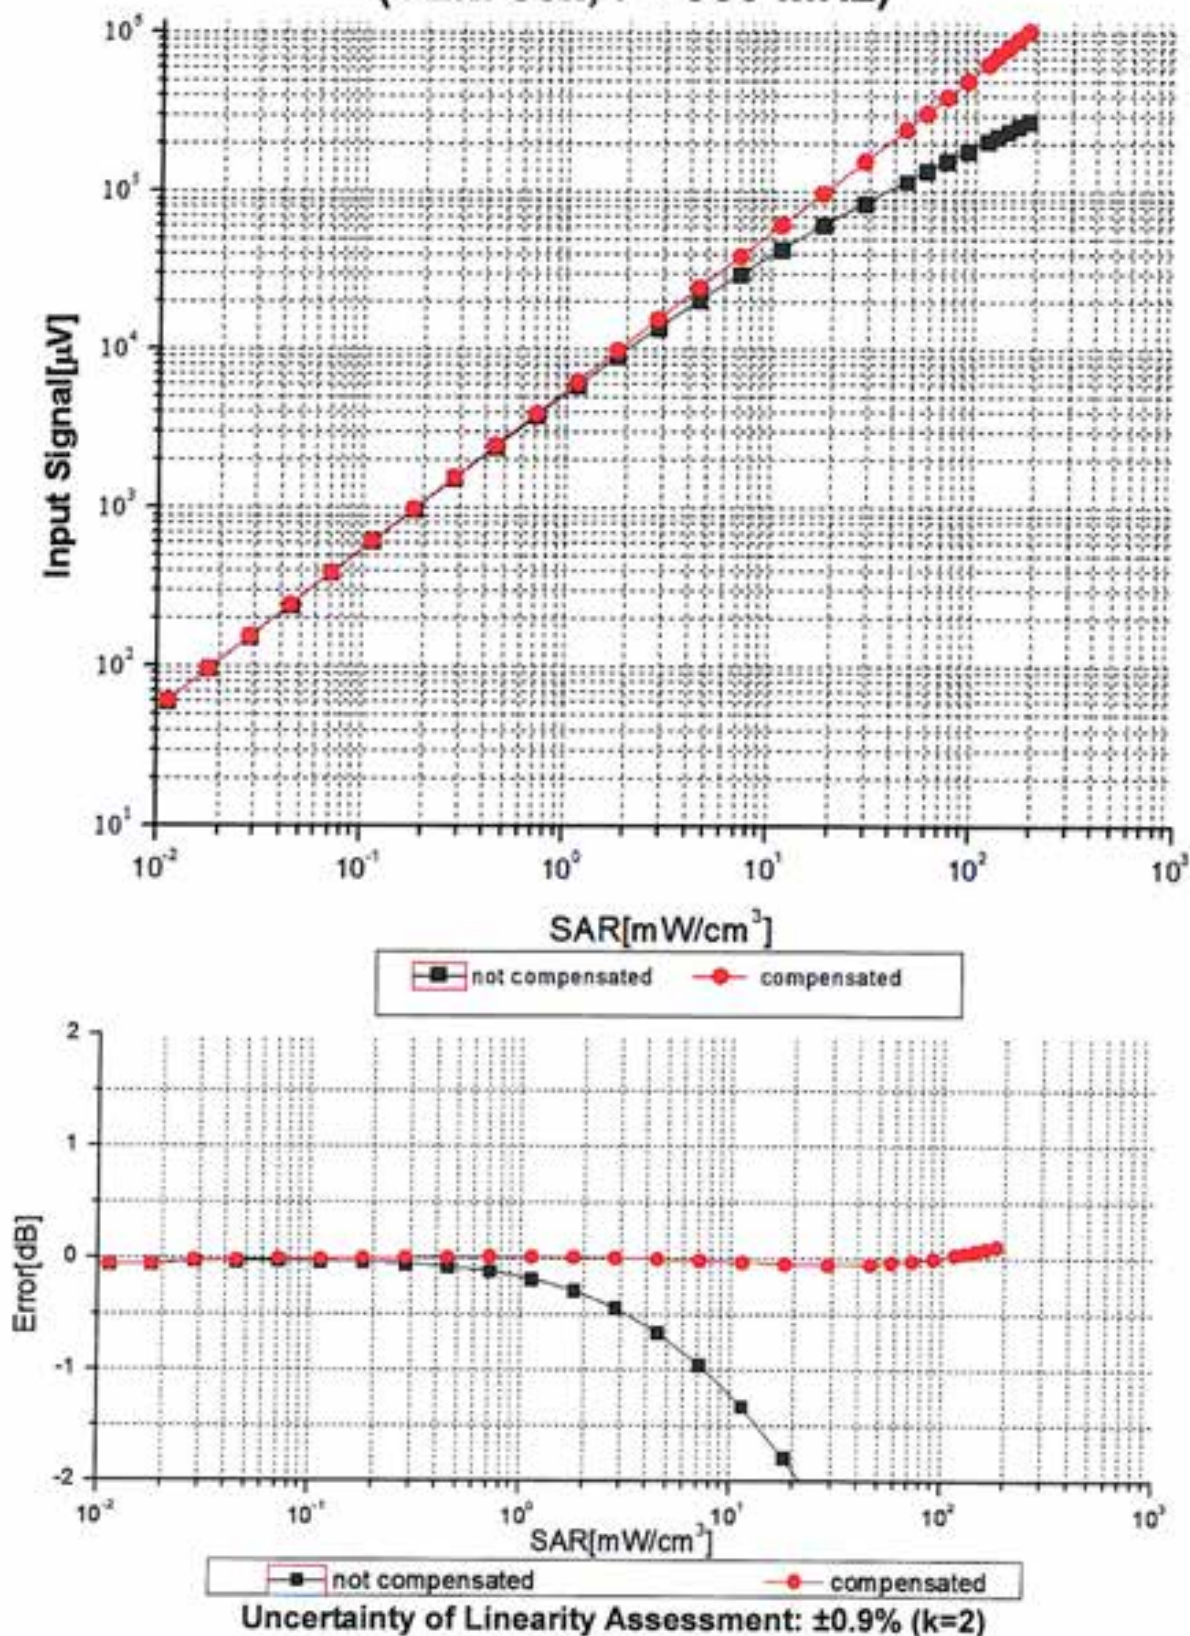 10⁶
10⁵
10⁴
10³
10²
10¹
Input Signal[µV]
10⁻² 10⁻¹ 10⁰ 10¹ 10² 10³
SAR[mW/cm³]
not compensated compensated
2
1
0
-1
-2
Error[dB]
10⁻² 10⁻¹ 10⁰ 10¹ 10² 10³
SAR[mW/cm³]
not compensated compensated
Uncertainty of Linearity Assessment: ±0.9% (k=2)